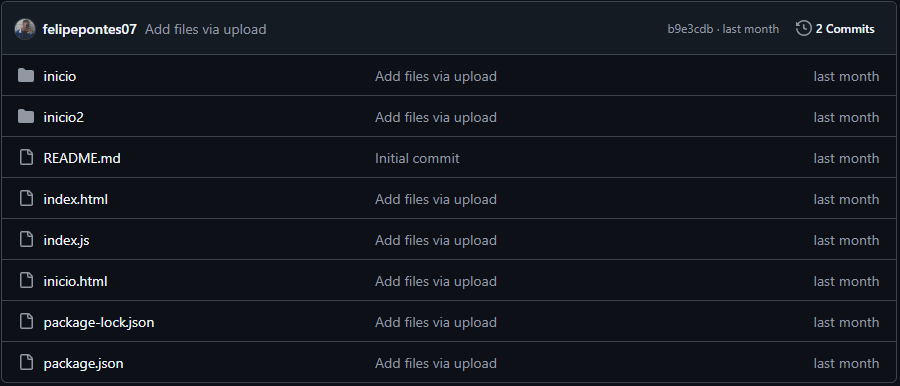 felipepontes07 Add files via upload b9e3cdb · last month 2 Commits
inicio Add files via upload last month
inicio2 Add files via upload last month
README.md Initial commit last month
index.html Add files via upload last month
index.js Add files via upload last month
inicio.html Add files via upload last month
package-lock.json Add files via upload last month
package.json Add files via upload last month